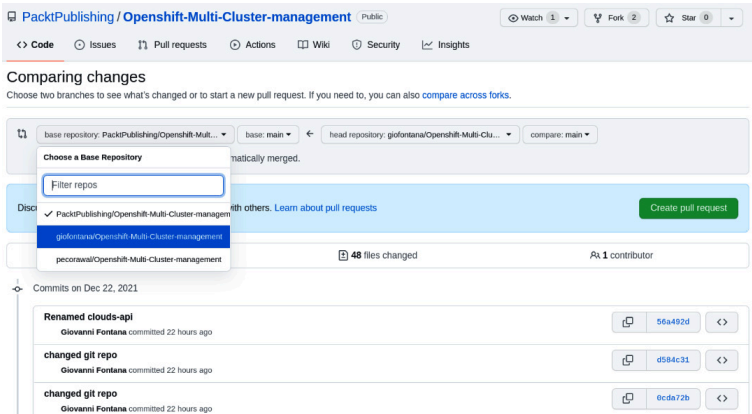 PacktPublishing / Openshift-Multi-Cluster-management Public
Watch 1 Fork 2 Star 0
Code Issues Pull requests Actions Wiki Security Insights
Comparing changes
Choose two branches to see what's changed or to start a new pull request. If you need to, you can also compare across forks.
base repository: PacktPublishing/Openshift-Mult... base: main head repository: giofontana/Openshift-Multi-Clu... compare: main
Choose a Base Repository
matically merged.
Filter repos
Discu
PacktPublishing/Openshift-Multi-Cluster-managem
with others. Learn about pull requests
Create pull request
giofontana/Openshift-Multi-Cluster-management
pecorawal/Openshift-Multi-Cluster-management
48 files changed
1 contributor
Commits on Dec 22, 2021
Renamed clouds-api
Giovanni Fontana committed 22 hours ago
56a492d
changed git repo
Giovanni Fontana committed 22 hours ago
d584c31
changed git repo
Giovanni Fontana committed 22 hours ago
0cda72b